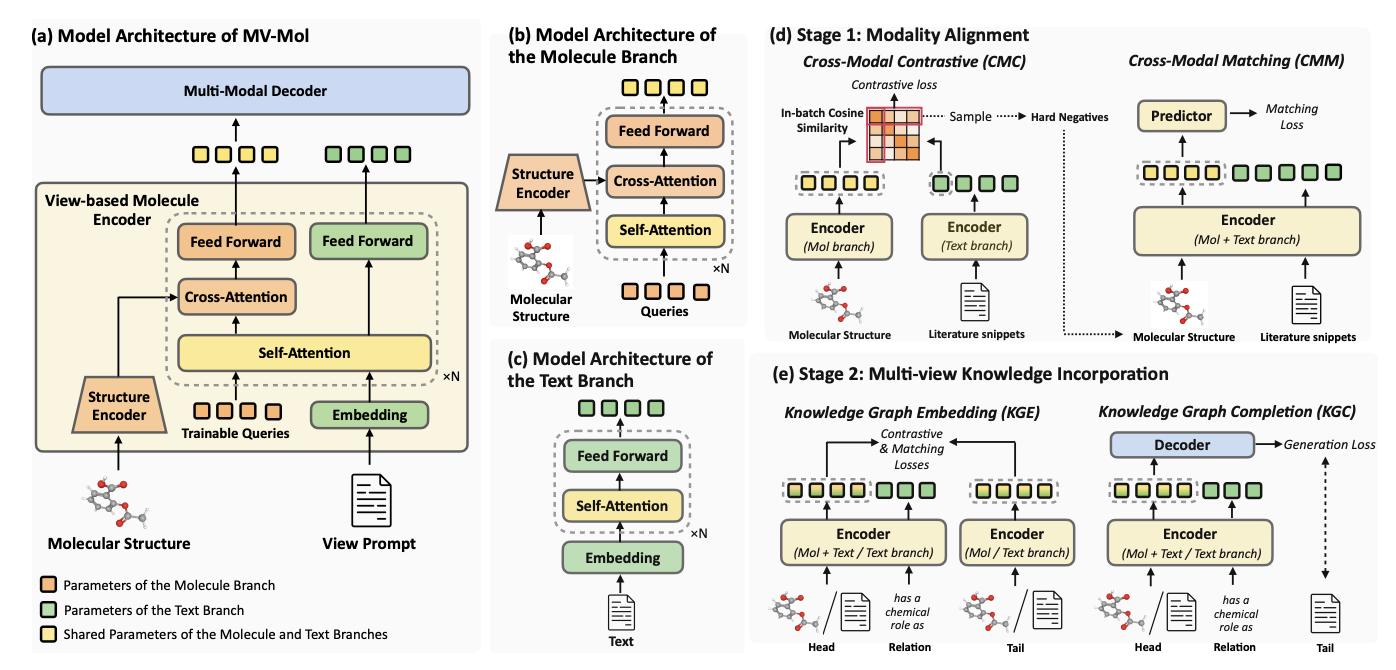 (a) Model Architecture of MV-Mol
Multi-Modal Decoder
View-based Molecule
Encoder
Feed Forward
Feed Forward
Cross-Attention
Self-Attention
×N
Structure
Encoder
Trainable Queries
Embedding
Molecular Structure
View Prompt
Parameters of the Molecule Branch
Parameters of the Text Branch
Shared Parameters of the Molecule and Text Branches
(b) Model Architecture of
the Molecule Branch
Feed Forward
Structure
Encoder
Cross-Attention
Self-Attention
×N
Molecular
Structure
Queries
(c) Model Architecture of
the Text Branch
Feed Forward
Self-Attention
×N
Embedding
Text
(d) Stage 1: Modality Alignment
Cross-Modal Contrastive (CMC)
Contrastive loss
In-batch Cosine
Similarity
Sample
Hard Negatives
Encoder
(Mol branch)
Encoder
(Text branch)
Molecular Structure
Literature snippets
Cross-Modal Matching (CMM)
Predictor
Matching
Loss
Encoder
(Mol + Text branch)
Molecular Structure
Literature snippets
(e) Stage 2: Multi-view Knowledge Incorporation
Knowledge Graph Embedding (KGE)
Contrastive
& Matching
Losses
Encoder
(Mol + Text / Text branch)
Encoder
(Mol / Text branch)
has a
chemical
role as
Head
Relation
Tail
Knowledge Graph Completion (KGC)
Decoder
Generation Loss
Encoder
(Mol + Text / Text branch)
has a
chemical
role as
Head
Relation
Tail